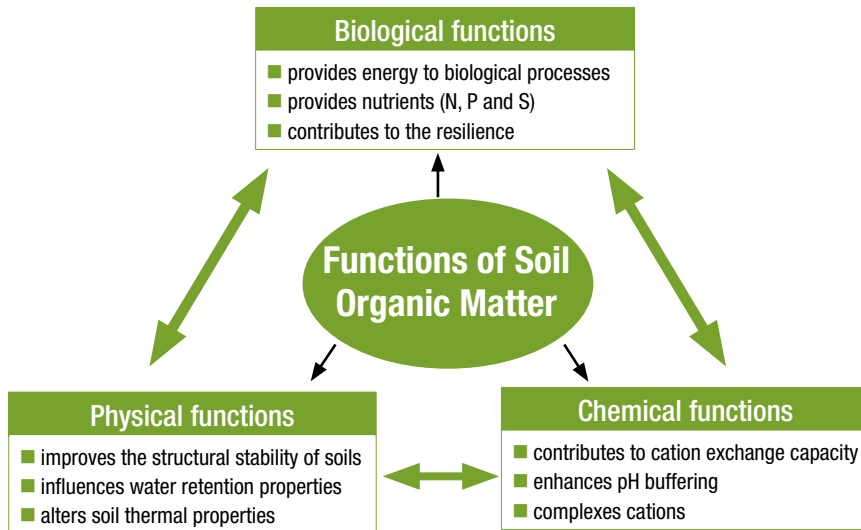 Biological functions
■ provides energy to biological processes
■ provides nutrients (N, P and S)
■ contributes to the resilience
Functions of Soil
Organic Matter
Physical functions
■ improves the structural stability of soils
■ influences water retention properties
■ alters soil thermal properties
Chemical functions
■ contributes to cation exchange capacity
■ enhances pH buffering
■ complexes cations